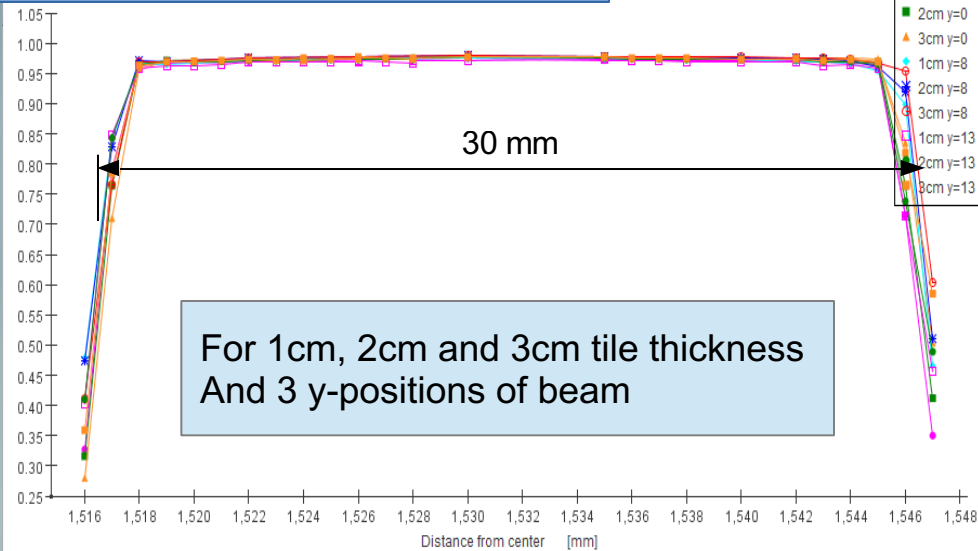 1.05
1.00
0.95
0.90
0.85
0.80
0.75
0.70
0.65
0.60
0.55
0.50
0.45
0.40
0.35
0.30
0.25
2cm y=0
3cm y=0
1cm y=8
2cm y=8
3cm y=8
1cm y=13
2cm y=13
3cm y=13
30 mm
For 1cm, 2cm and 3cm tile thickness
And 3 y-positions of beam
1,516 1,518 1,520 1,522 1,524 1,526 1,528 1,530 1,532 1,534 1,536 1,538 1,540 1,542 1,544 1,546 1,548
Distance from center [mm]